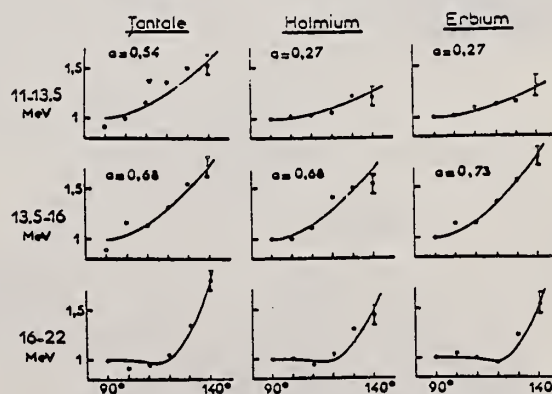 Tantale Holmium Erbium
11-13.5 MeV
1,5
1
a=0,54
a=0,27
a=0,27
13.5-16 MeV
1,5
1
a=0,68
a=0,68
a=0,73
16-22 MeV
1,5
1
90° 140° 90° 140° 90° 140°